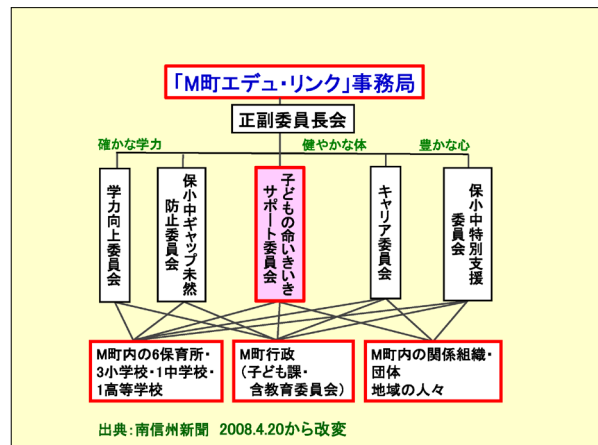 「M町エデュ・リンク」事務局
正副委員長会
確かな学力
健やかな体
豊かな心
学力向上委員会
保小中ギャップ未然
防止委員会
子どもの命いきいき
サポート委員会
キャリア委員会
保小中特別支援
委員会
M町内の6保育所・
3小学校・1中学校・
1高等学校
M町行政
(子ども課・
含教育委員会)
M町内の関係組織・
団体
地域の人々
出典:南信州新聞 2008.4.20から改変